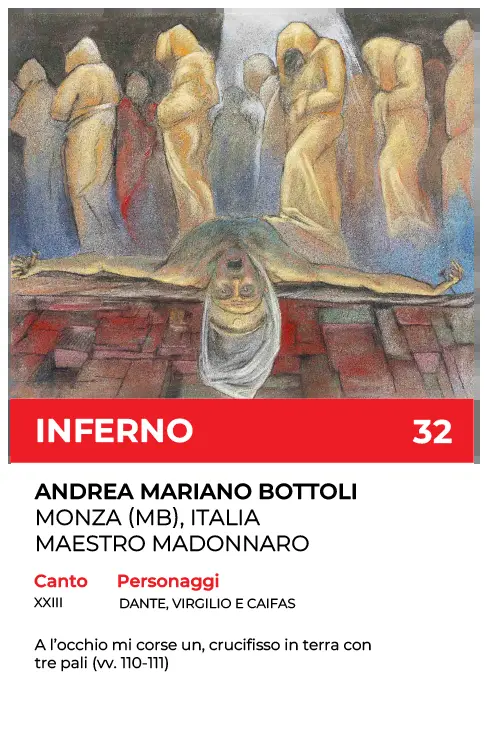 INFERNO 32
ANDREA MARIANO BOTTOLI
MONZA (MB), ITALIA
MAESTRO MADONNARO
Canto Personaggi
XXIII DANTE, VIRGILIO E CAIFAS
A l'occhio mi corse un, crucifisso in terra con
tre pali (vv. 110-111)